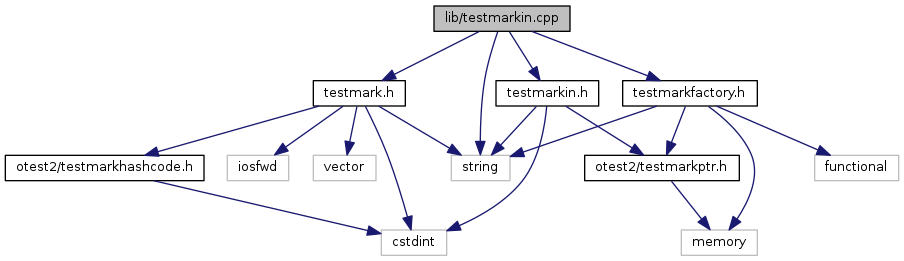 lib/testmarkin.cpp
testmark.h
testmarkin.h
testmarkfactory.h
otest2/testmarkhashcode.h
iosfwd
vector
string
otest2/testmarkptr.h
functional
cstdint
memory